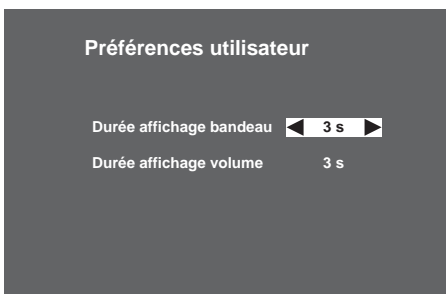 Préférences utilisateur
Durée affichage bandeau 3 s
Durée affichage volume 3 s